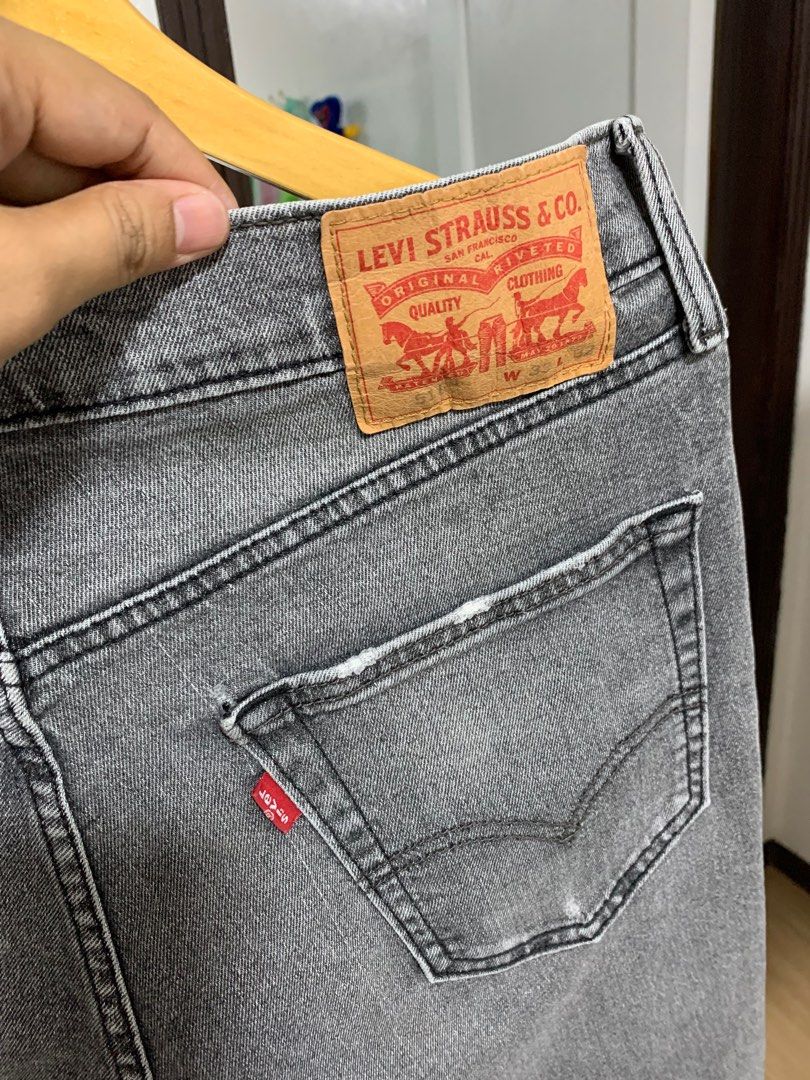 LEVI STRAUSS & CO.
SAN FRANCISCO
CAL.
ORIGINAL RIVETED
QUALITY CLOTHING
W L
LEVI'S